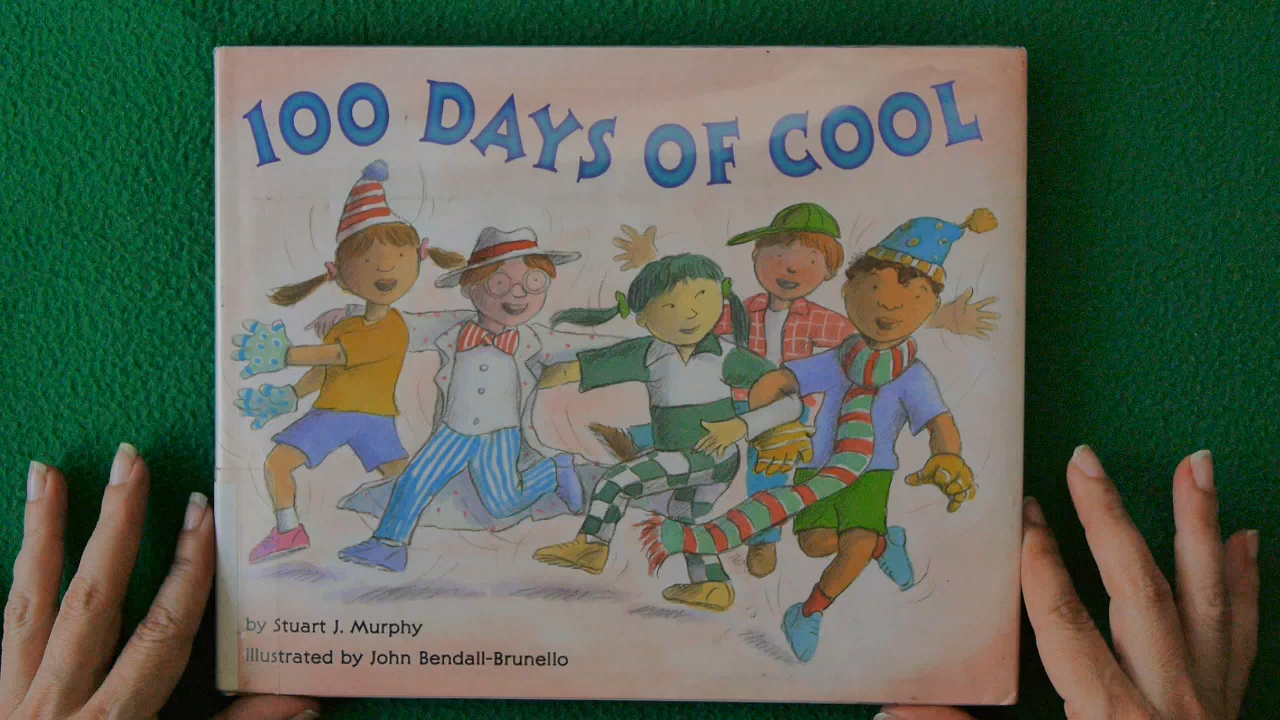 100 DAYS OF COOL
by Stuart J. Murphy
illustrated by John Bendall-Brunello